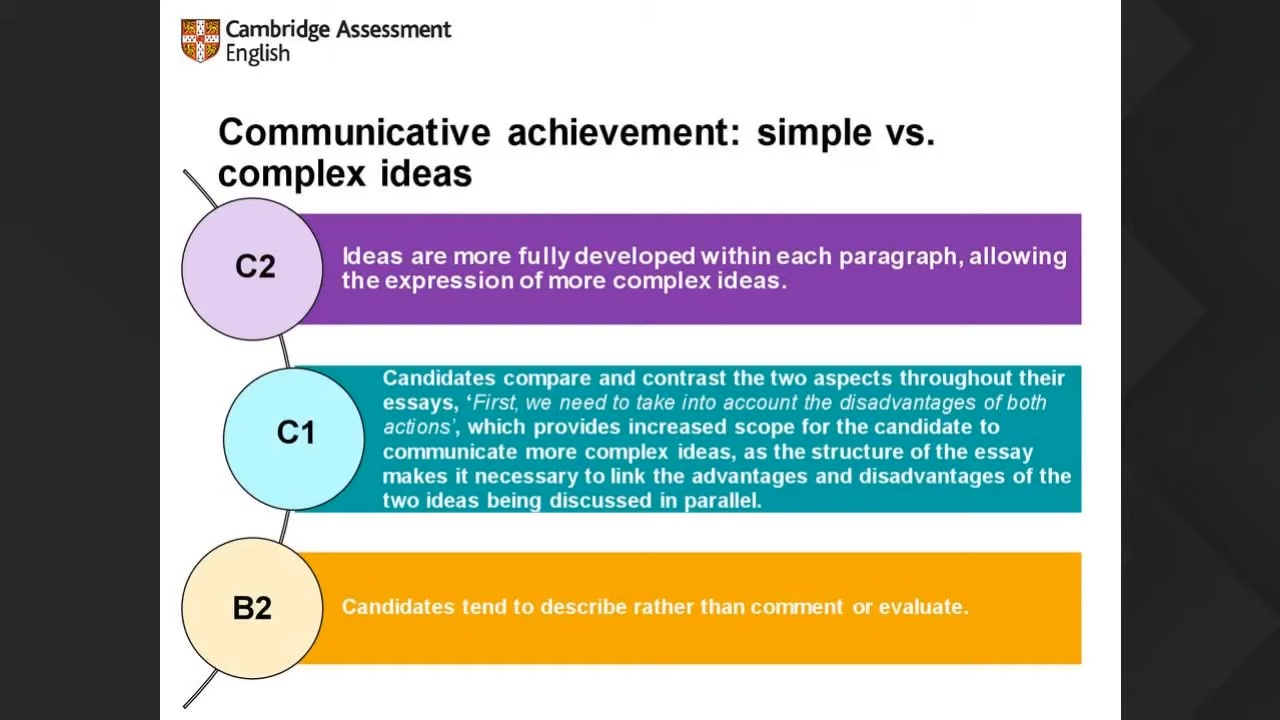 Cambridge Assessment
English
Communicative achievement: simple vs.
complex ideas
C2
Ideas are more fully developed within each paragraph, allowing
the expression of more complex ideas.
C1
Candidates compare and contrast the two aspects throughout their
essays, ‘First, we need to take into account the disadvantages of both
actions’, which provides increased scope for the candidate to
communicate more complex ideas, as the structure of the essay
makes it necessary to link the advantages and disadvantages of the
two ideas being discussed in parallel.
B2
Candidates tend to describe rather than comment or evaluate.